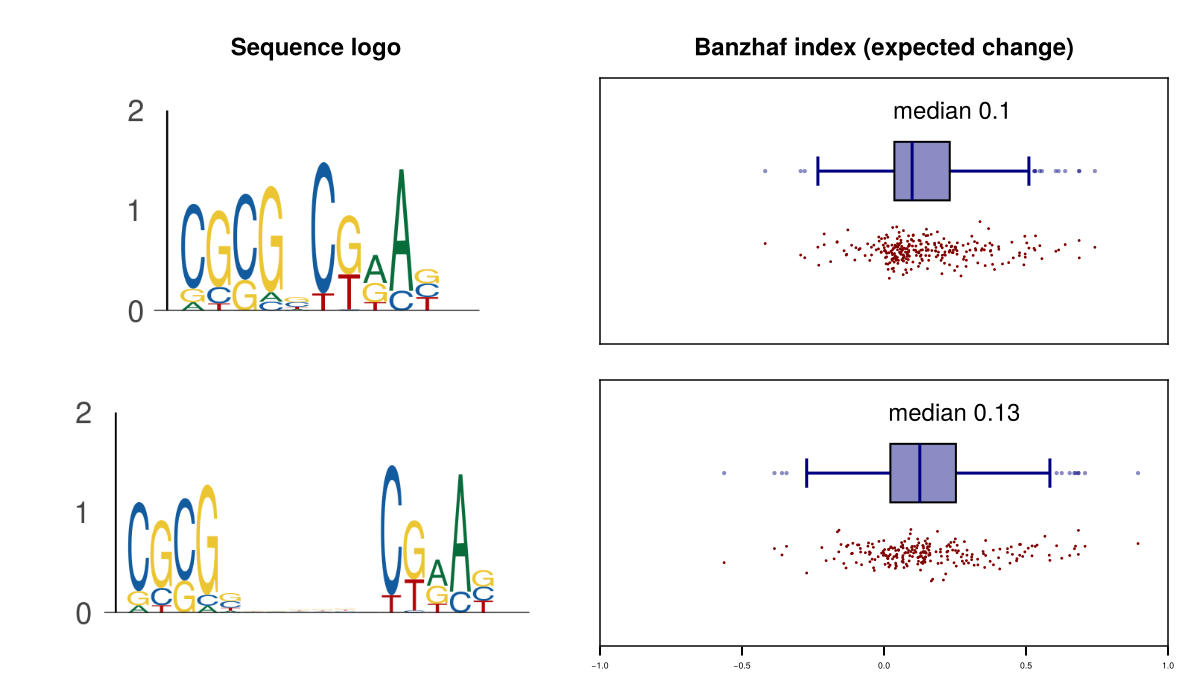 Sequence logo
Banzhaf index (expected change)
2
1
0
median 0.1
2
1
0
median 0.13
−1.0 −0.5 0.0 0.5 1.0